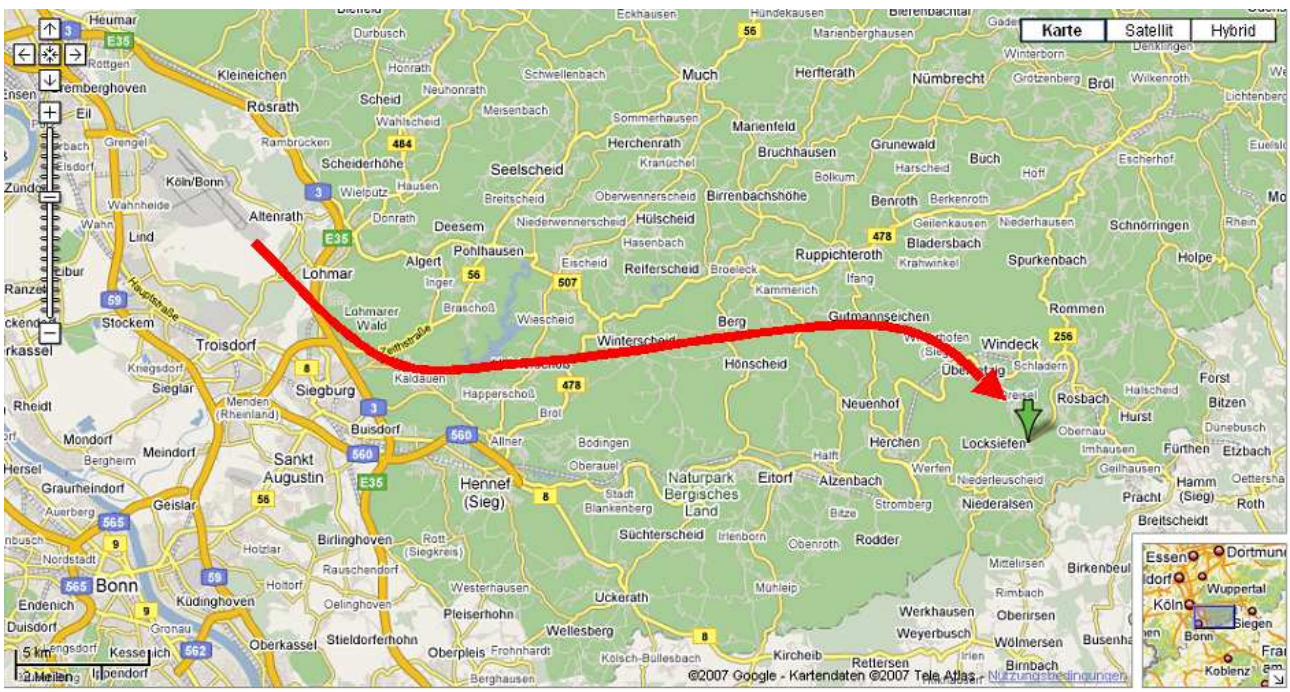 Heumar
Eckhausen
Hündekausen
Durbusch
56
Marienberghausen
Karte
Satellit
Hybrid
3
E35
Winterborn
Denklingen
Röttgen
Honrath
Kleineichen
Schwellenbach
Much
Herfterath
Nümbrecht
Grötzenberg
Bröl
Wilkenroth
Neuhonrath
Scheid
Lichtenberg
Eil
Rösrath
Meisenbach
Wahlscheid
Sommerhausen
Marienfeld
Grengel
Rambrücken
484
Herchenrath
Bruchhausen
Grunewald
Elsdorf
Scheiderhöhe
Seelscheid
Kranüchel
Buch
Escherhof
Harscheid
Hoff
Bolkum
Köln/Bonn
3
Wielpütz
Hausen
Breitscheid
Oberwennerscheid
Birrenbachshöhe
Benroth
Berkenroth
Wahnheide
Altenrath
Donrath
Niederwennerscheid
Hülscheid
Geilenkausen
Niederhausen
Schnörringen
Rhein
Wahn
Lind
E35
Deesem
478
Bladersbach
Hasenbach
Pohlhausen
Ruppichteroth
Krahwinkel
Spurkenbach
Holpe
Algert
Eischeid
Reiferscheid
Broeleck
Lohmar
56
507
Ifang
Inger
Kammerich
59
Hauptstraße
Lohmarer
Wald
Braschoß
Wiescheid
Rommen
Stockem
Berg
Gutmannseichen
Troisdorf
Zeithstraße
Winterscheid
256
Windeck
8
Hönscheid
Schladern
Kriegsdorf
Kaldauen
478
Forst
Sieglar
Siegburg
Happerschoß
Halscheid
Rheidt
Menden
(Rheinland)
3
Neuenhof
Rosbach
Bitzen
Bröl
Hurst
Buisdorf
Dünebusch
Mondorf
560
Allner
Bödingen
Herchen
Locksiefen
Obernau
Meindorf
Bergheim
560
Halft
Imhausen
Fürthen
Etzbach
Sankt
Augustin
Oberauel
Werfen
Geilhausen
Hersel
E35
Hennef
(Sieg)
Naturpark
Bergisches
Land
Eitorf
Alzenbach
Niederleuscheid
Hamm
(Sieg)
Graurheindorf
56
8
Stadt
Blankenberg
Stromberg
Niederalsen
Pracht
Roth
Geislar
Bitze
Auerberg
565
Breitscheidt
Birlinghoven
Süchterscheid
Irlenborn
Obenroth
Rodder
9
Holzlar
Rott
(Siegkreis)
Essen
Dortmund
Nordstadt
Rauschendorf
Mittelirsen
Birkenbeul
Wuppertal
565
Bonn
59
Holtorf
Westerhausen
Mühleip
Rimbach
Köln
Endenich
9
Küdinghoven
Oelinghoven
Uckerath
Siegen
Pleiserhohn
Werkhausen
Oberirsen
Bonn
Duisdorf
Gronau
Wellesberg
8
Weyerbusch
Wölmersen
5 km
562
Oberkassel
Stieldorferhohn
Oberpleis
Frohnhardt
Kölsch-Büllesbach
Kircheib
Rettersen
Birnbach
Koblenz
2 Meilen
Berghausen
©2007 Google - Kartendaten ©2007 Tele Atlas - Nutzungsbedingungen